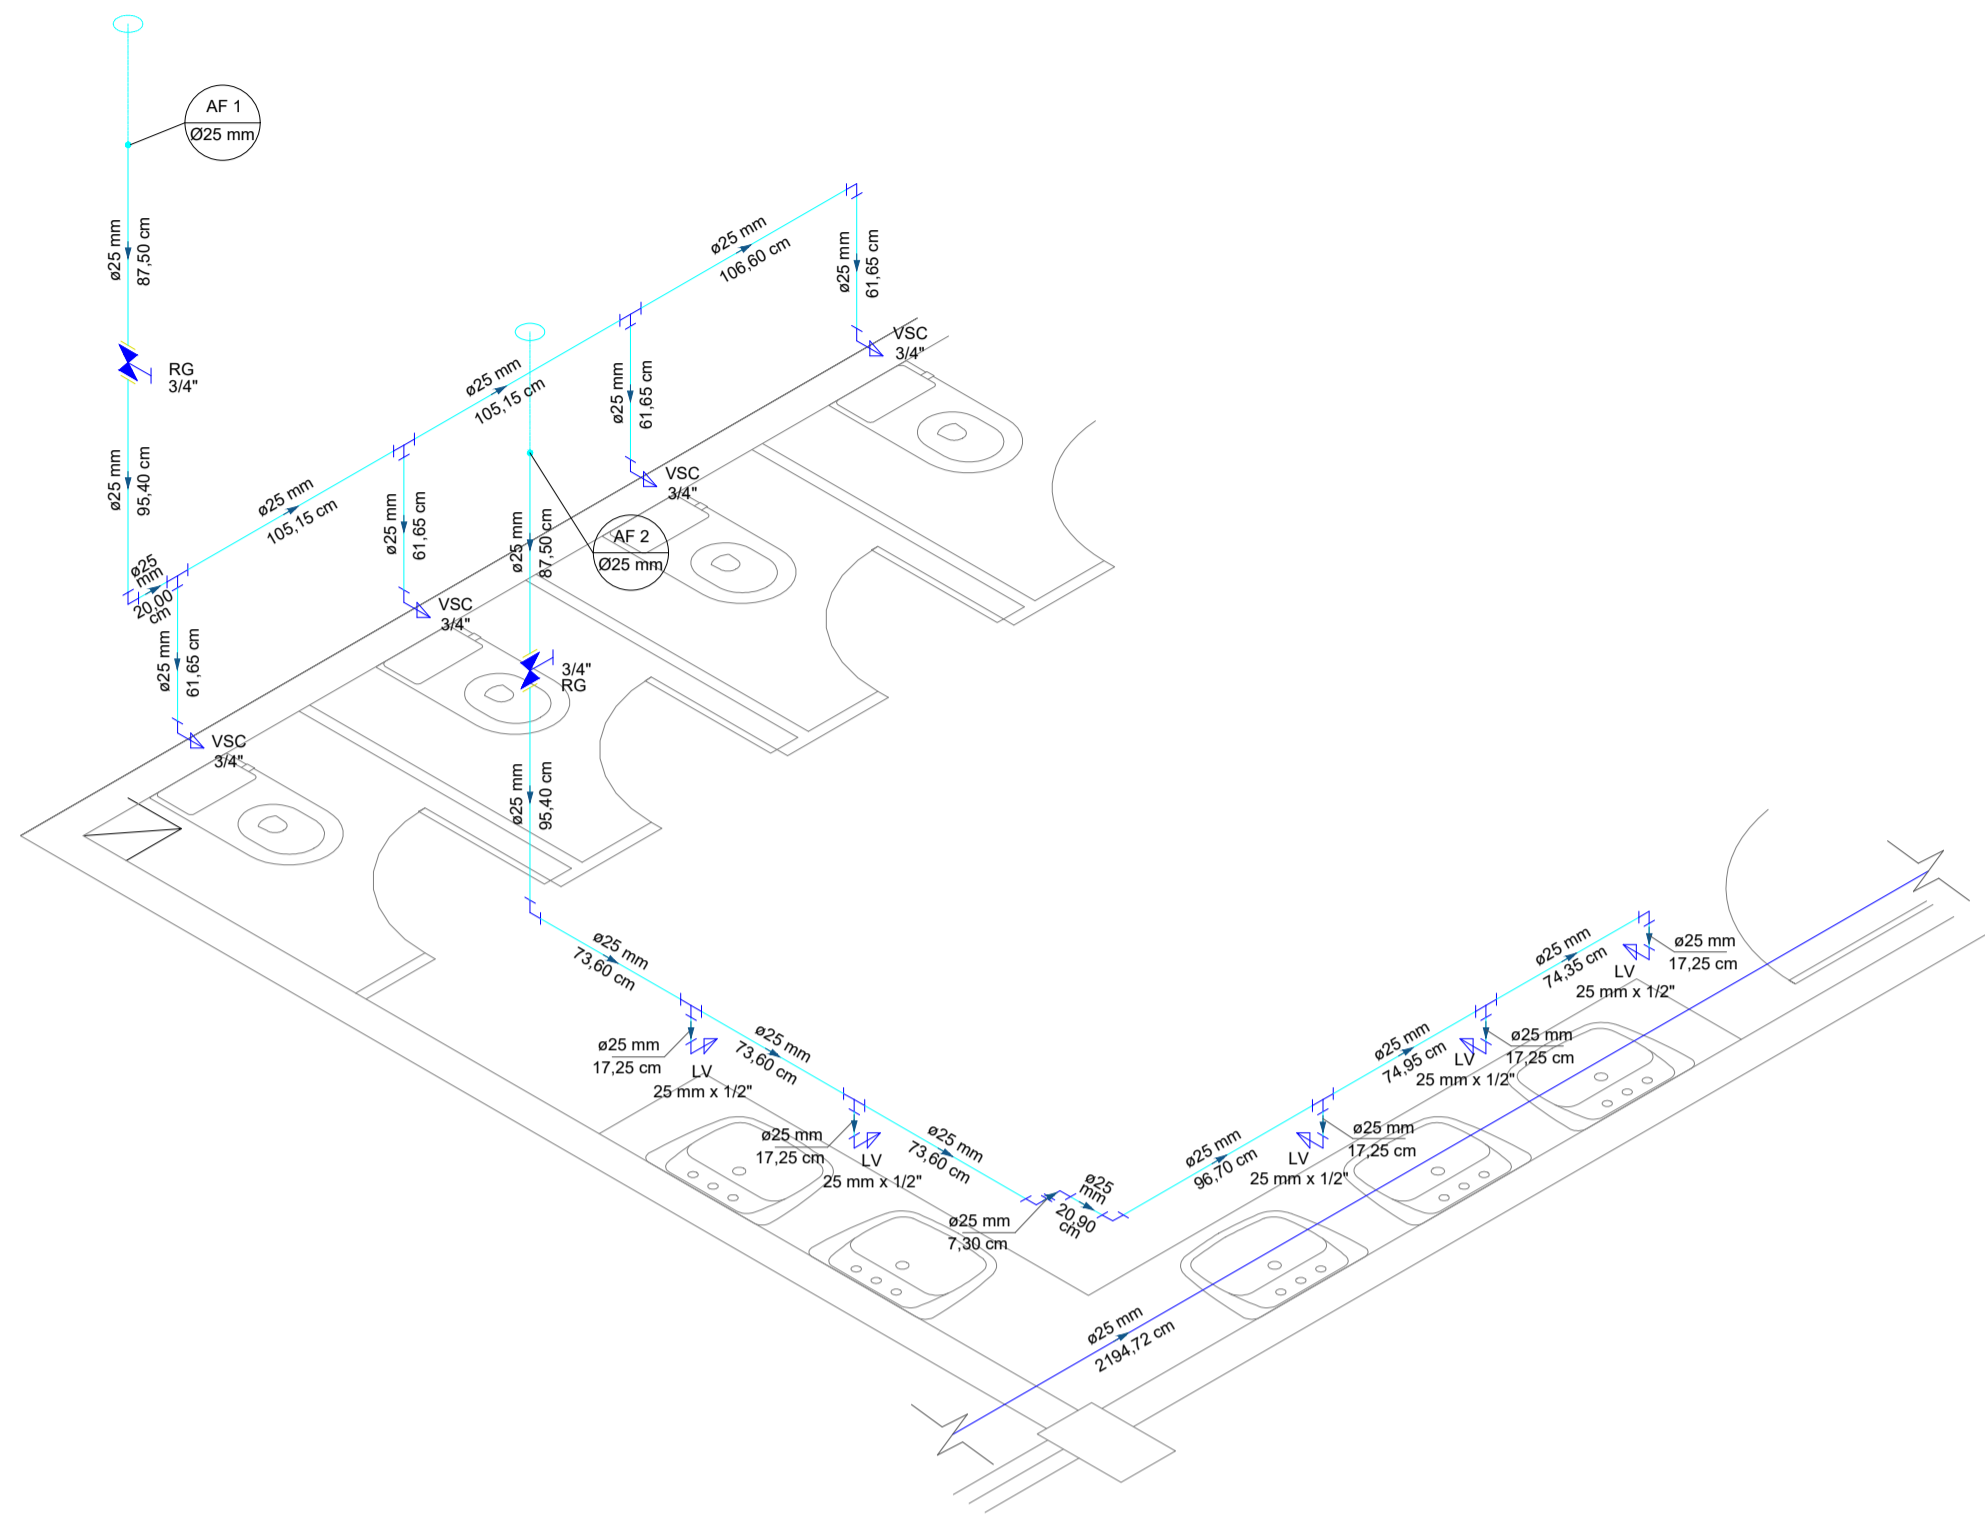 AF 1
Ø25 mm
ø25 mm
87,50 cm
RG
3/4"
ø25 mm
95,40 cm
ø25
mm
20,00
cm
ø25 mm
61,65 cm
VSC
3/4"
ø25 mm
105,15 cm
ø25 mm
61,65 cm
VSC
3/4"
ø25 mm
105,15 cm
ø25 mm
61,65 cm
VSC
3/4"
ø25 mm
106,60 cm
ø25 mm
61,65 cm
VSC
3/4"
AF 2
Ø25 mm
ø25 mm
87,50 cm
3/4"
RG
ø25 mm
95,40 cm
ø25 mm
73,60 cm
ø25 mm
17,25 cm
LV
25 mm x 1/2"
ø25 mm
73,60 cm
ø25 mm
17,25 cm
LV
25 mm x 1/2"
ø25 mm
73,60 cm
ø25 mm
7,30 cm
ø25
mm
20,90
cm
ø25 mm
96,70 cm
ø25 mm
17,25 cm
LV
25 mm x 1/2"
ø25 mm
74,95 cm
ø25 mm
17,25 cm
LV
25 mm x 1/2"
ø25 mm
74,35 cm
ø25 mm
17,25 cm
LV
25 mm x 1/2"
ø25 mm
2194,72 cm